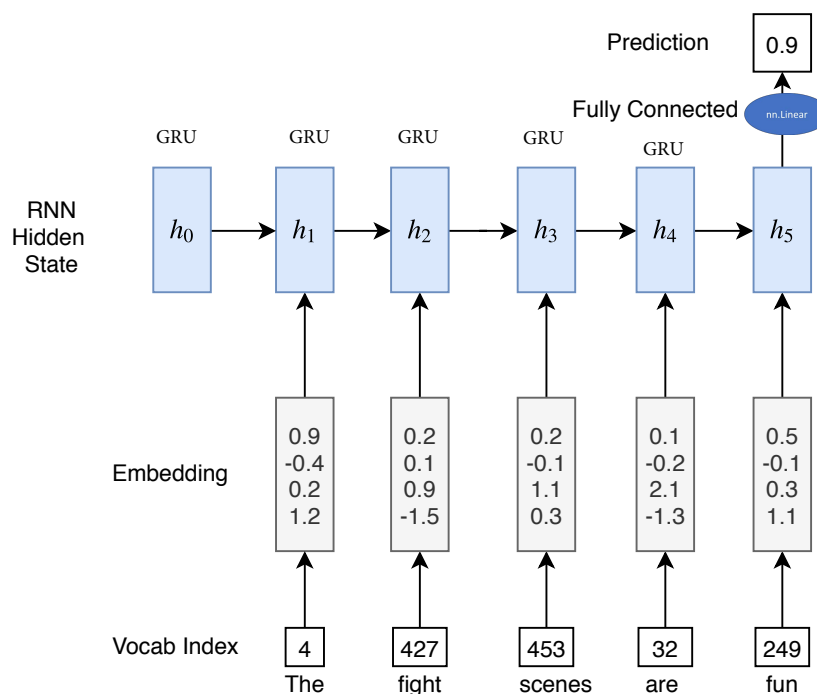 Prediction
0.9
Fully Connected
nn.Linear
GRU
GRU
GRU
GRU
GRU
RNN
Hidden
State
h0
h1
h2
h3
h4
h5
Embedding
0.9
-0.4
0.2
1.2
0.2
0.1
0.9
-1.5
0.2
-0.1
1.1
0.3
0.1
-0.2
2.1
-1.3
0.5
-0.1
0.3
1.1
Vocab Index
4
427
453
32
249
The
fight
scenes
are
fun